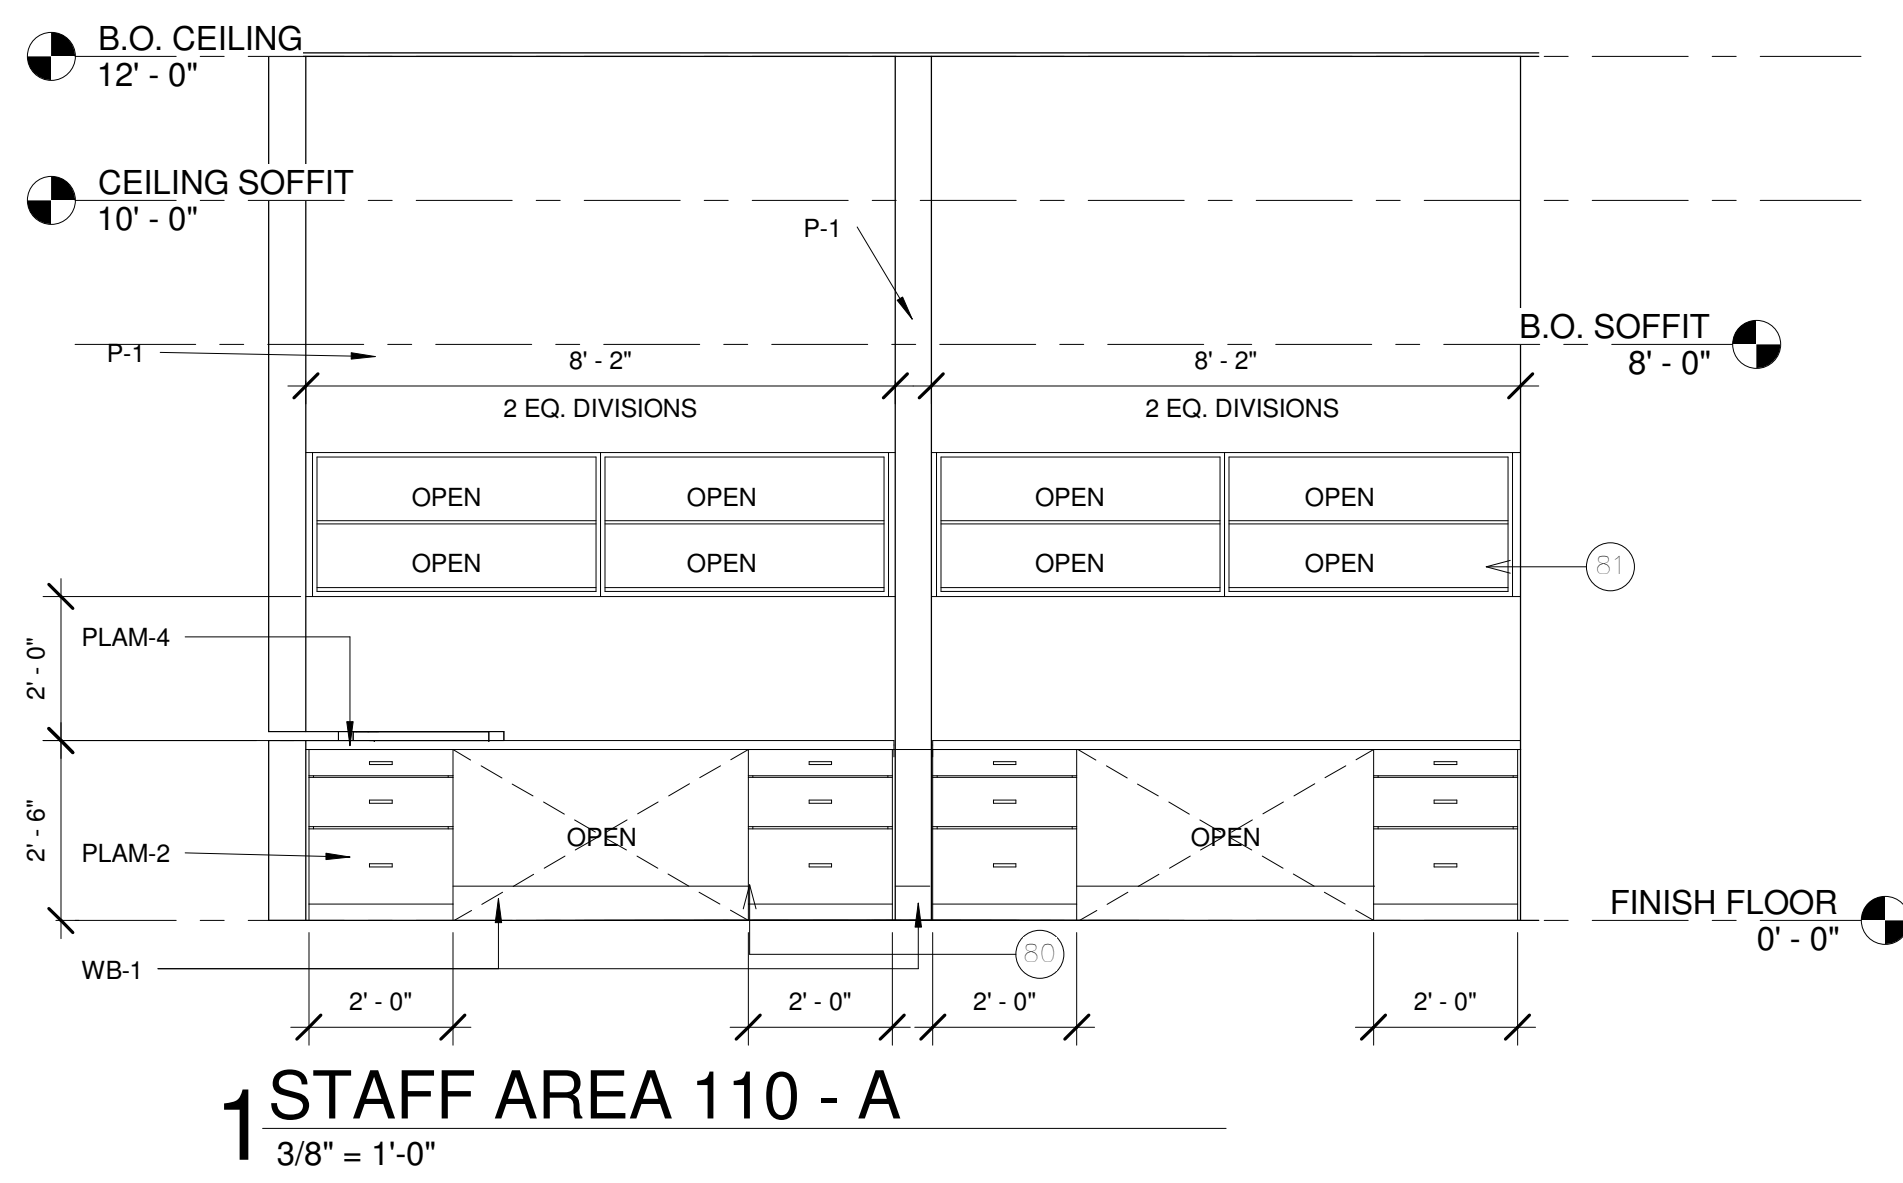 B.O. CEILING
12' - 0"
CEILING SOFFIT
10' - 0"
P-1
B.O. SOFFIT
8' - 0"
P-1
8' - 2"
8' - 2"
2 EQ. DIVISIONS
2 EQ. DIVISIONS
OPEN
OPEN
OPEN
OPEN
OPEN
OPEN
OPEN
OPEN
81
PLAM-4
2' - 0"
2' - 6"
OPEN
OPEN
PLAM-2
FINISH FLOOR
0' - 0"
80
WB-1
2' - 0"
2' - 0"
2' - 0"
2' - 0"
1 STAFF AREA 110 - A
3/8" = 1'-0"